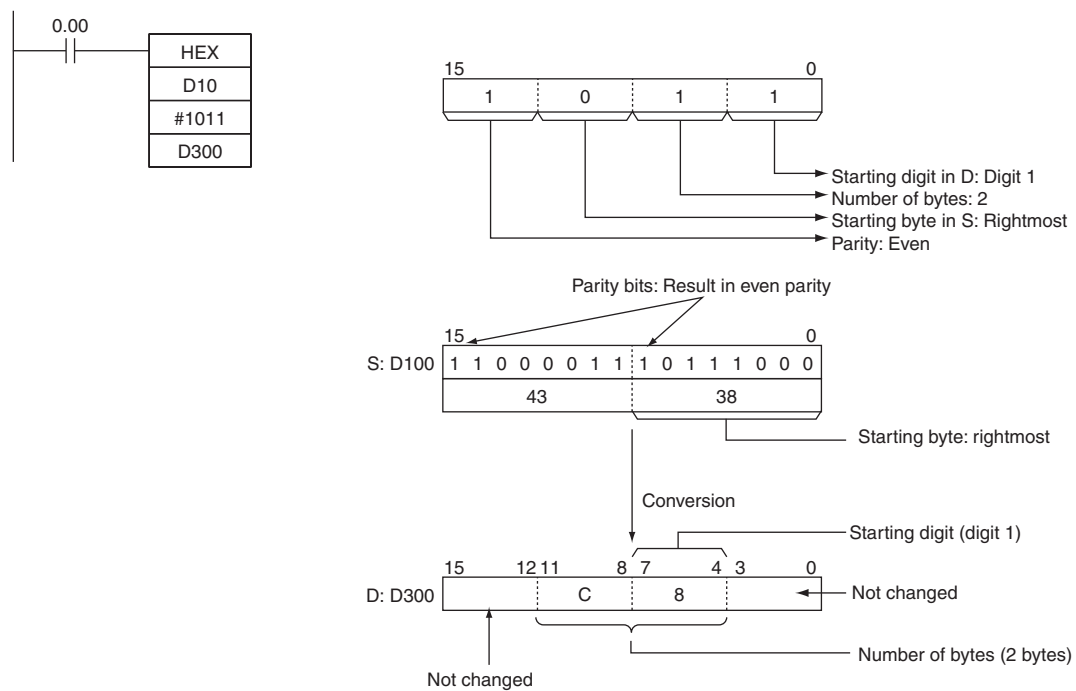 0.00
HEX
D10
#1011
D300
15 0
1 0 1 1
Starting digit in D: Digit 1
Number of bytes: 2
Starting byte in S: Rightmost
Parity: Even
Parity bits: Result in even parity
15 0
S: D100 1 1 0 0 0 0 1 1 1 0 1 1 1 0 0 0
43 38
Starting byte: rightmost
Conversion
Starting digit (digit 1)
15 12 11 8 7 4 3 0
D: D300 C 8
Not changed
Number of bytes (2 bytes)
Not changed